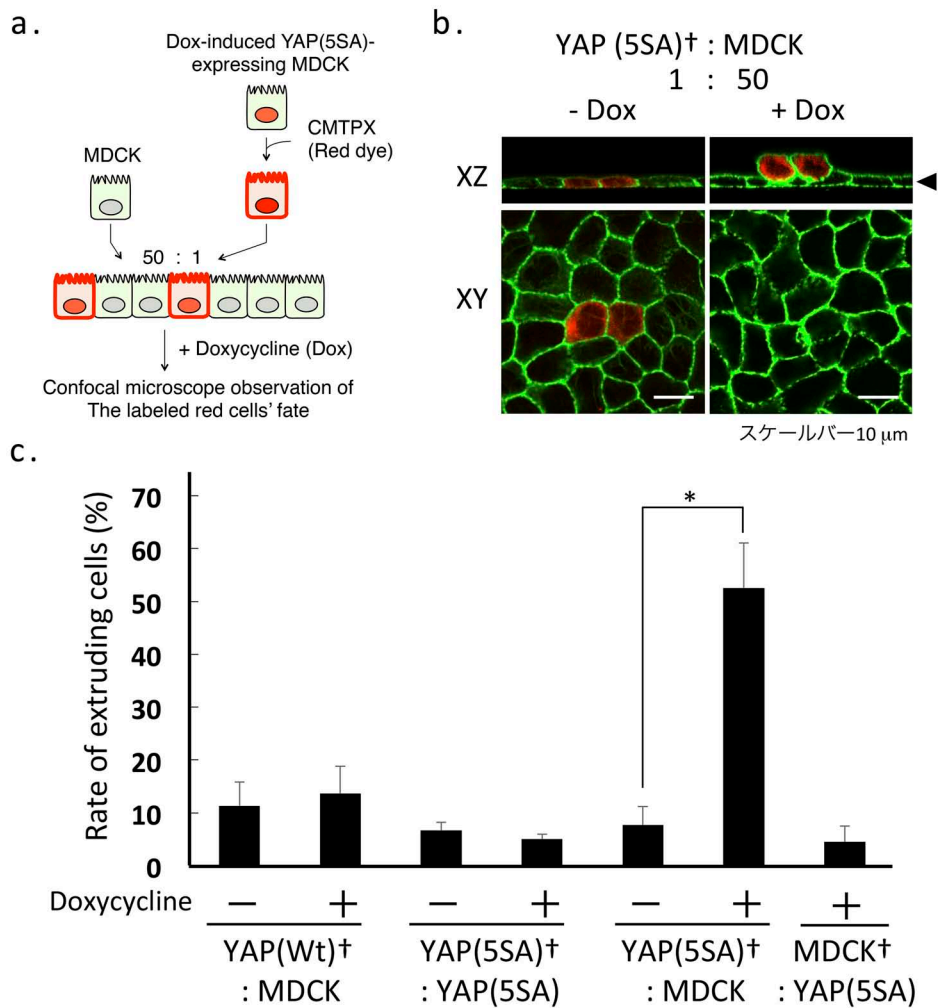 a.
Dox-induced YAP(5SA)-
expressing MDCK
CMTPX
(Red dye)
MDCK
50 : 1
+ Doxycycline (Dox)
Confocal microscope observation of
The labeled red cells' fate
b.
YAP (5SA)† : MDCK
1 : 50
- Dox
+ Dox
XZ
XY
スケールバー10 μm
c.
Rate of extruding cells (%)
70
60
50
40
30
20
10
0
*
Doxycycline − + − + − + +
YAP(Wt)†
: MDCK
YAP(5SA)†
: YAP(5SA)
YAP(5SA)†
: MDCK
MDCK†
: YAP(5SA)